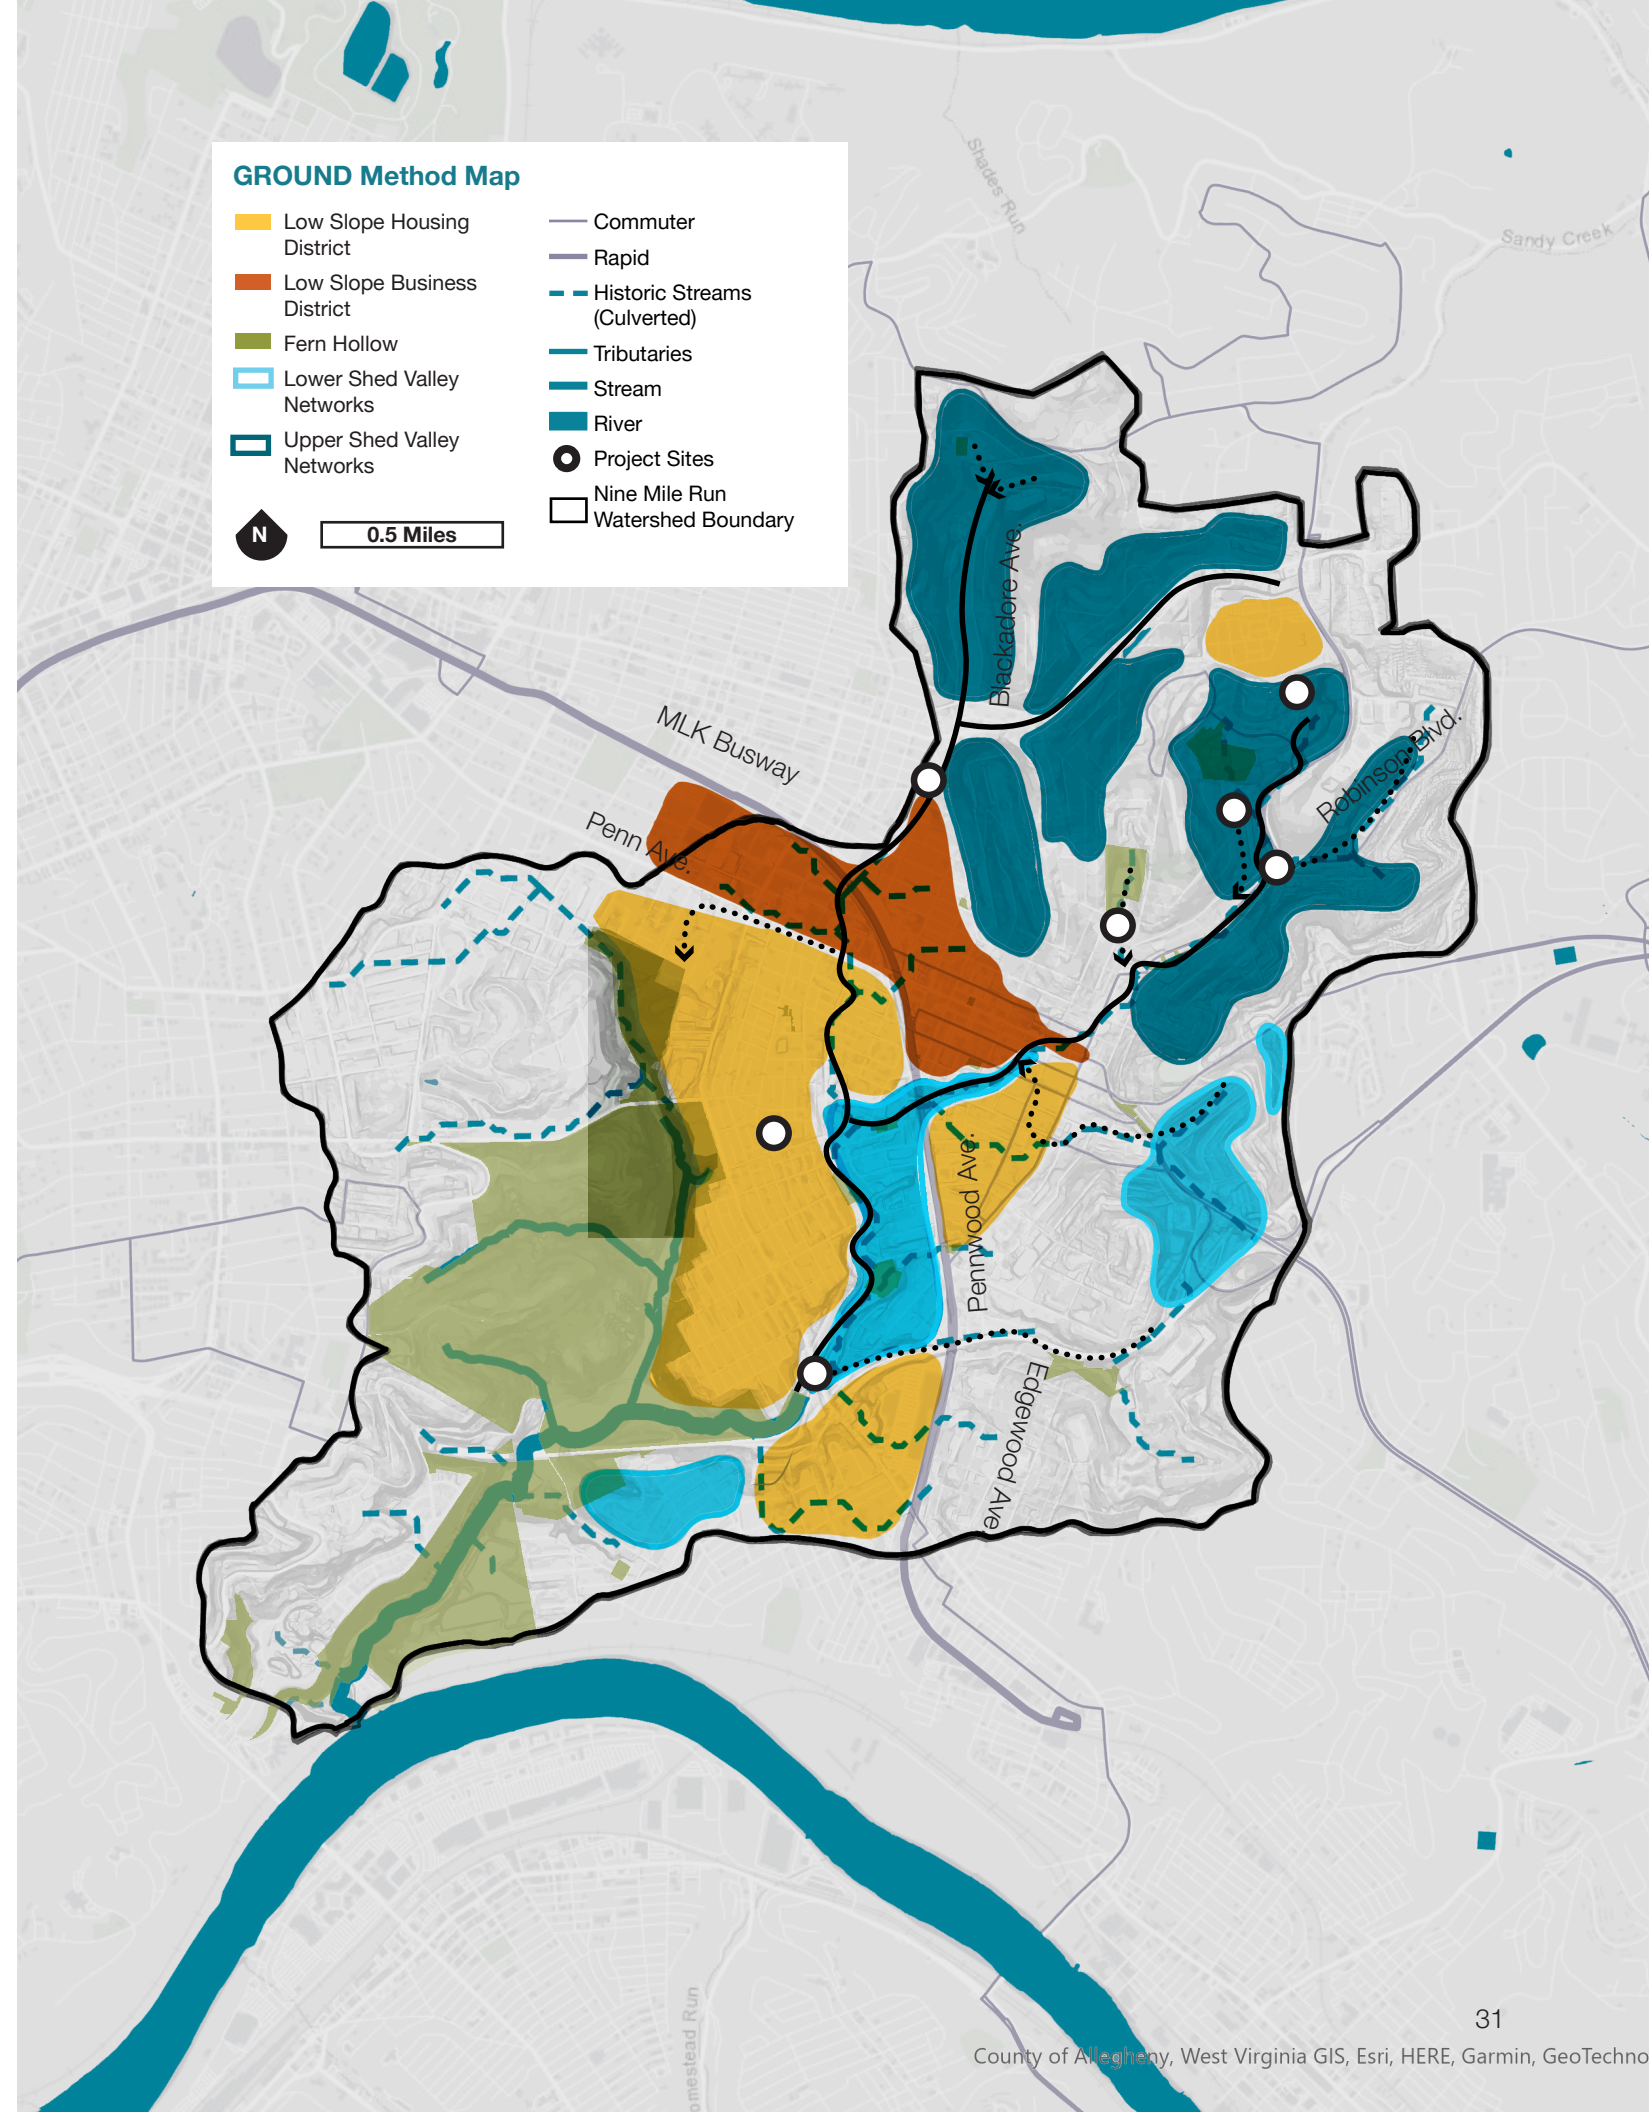 Shades Run
Sandy Creek
GROUND Method Map
Low Slope Housing
District
Low Slope Business
District
Fern Hollow
Lower Shed Valley
Networks
Upper Shed Valley
Networks
Commuter
Rapid
Historic Streams
(Culverted)
Tributaries
Stream
River
Project Sites
Nine Mile Run
Watershed Boundary
N
0.5 Miles
Blackadore Ave.
MLK Busway
Robinson Blvd.
Penn Ave.
Pennwood Ave.
Edgewood Ave.
omestead Run
31
County of Allegheny, West Virginia GIS, Esri, HERE, Garmin, GeoTechno